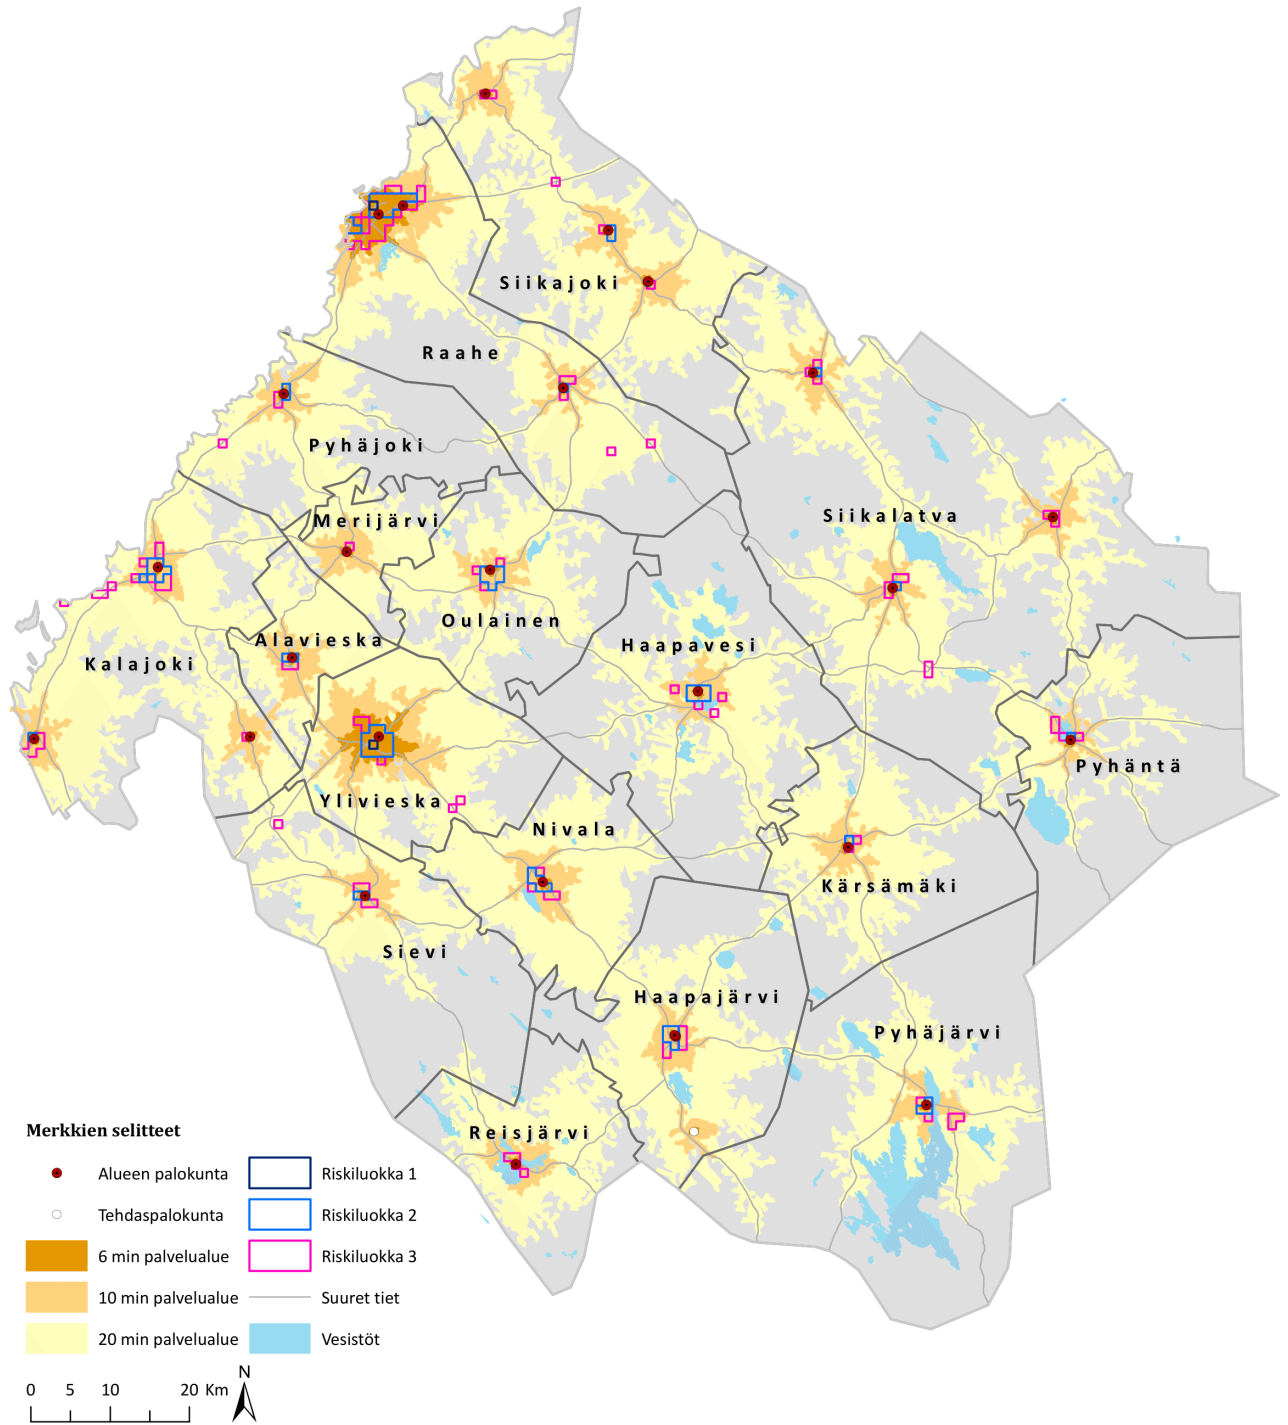 Siikajoki
Raahe
Pyhäjoki
Merijärvi
Siikalatva
Oulainen
Alavieska
Haapavesi
Kalajoki
Pyhäntä
Ylivieska
Nivala
Kärsämäki
Sievi
Haapajärvi
Pyhäjärvi
Reisjärvi
Merkkien selitteet
Alueen palokunta
Riskiluokka 1
Tehdaspalokunta
Riskiluokka 2
6 min palvelualue
Riskiluokka 3
10 min palvelualue
Suuret tiet
20 min palvelualue
Vesistöt
N
0 5 10 20 Km